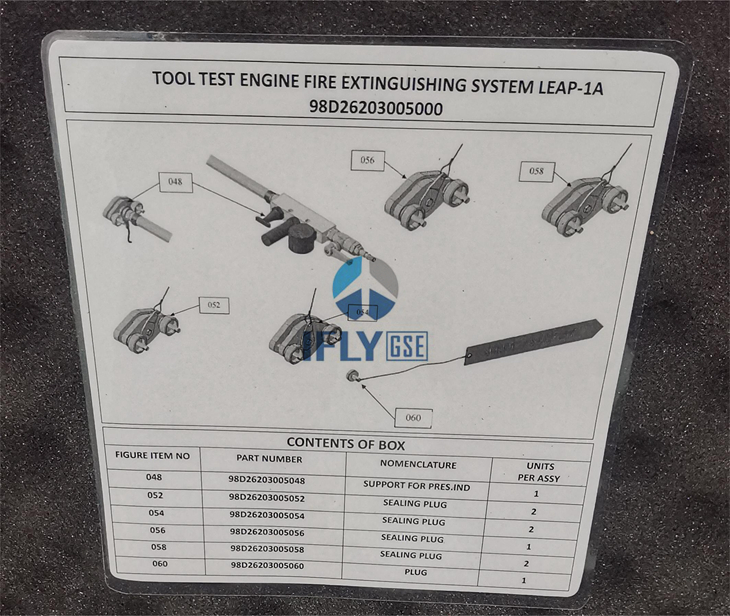 TOOL TEST ENGINE FIRE EXTINGUISHING SYSTEM LEAP-1A
98D26203005000
056
058
048
052
054
IFLY GSE
060
CONTENTS OF BOX
FIGURE ITEM NO PART NUMBER NOMENCLATURE UNITS PER ASSY
048 98D26203005048 SUPPORT FOR PRES.IND 1
052 98D26203005052 SEALING PLUG 2
054 98D26203005054 SEALING PLUG 2
056 98D26203005056 SEALING PLUG 1
058 98D26203005058 SEALING PLUG 2
060 98D26203005060 PLUG 1